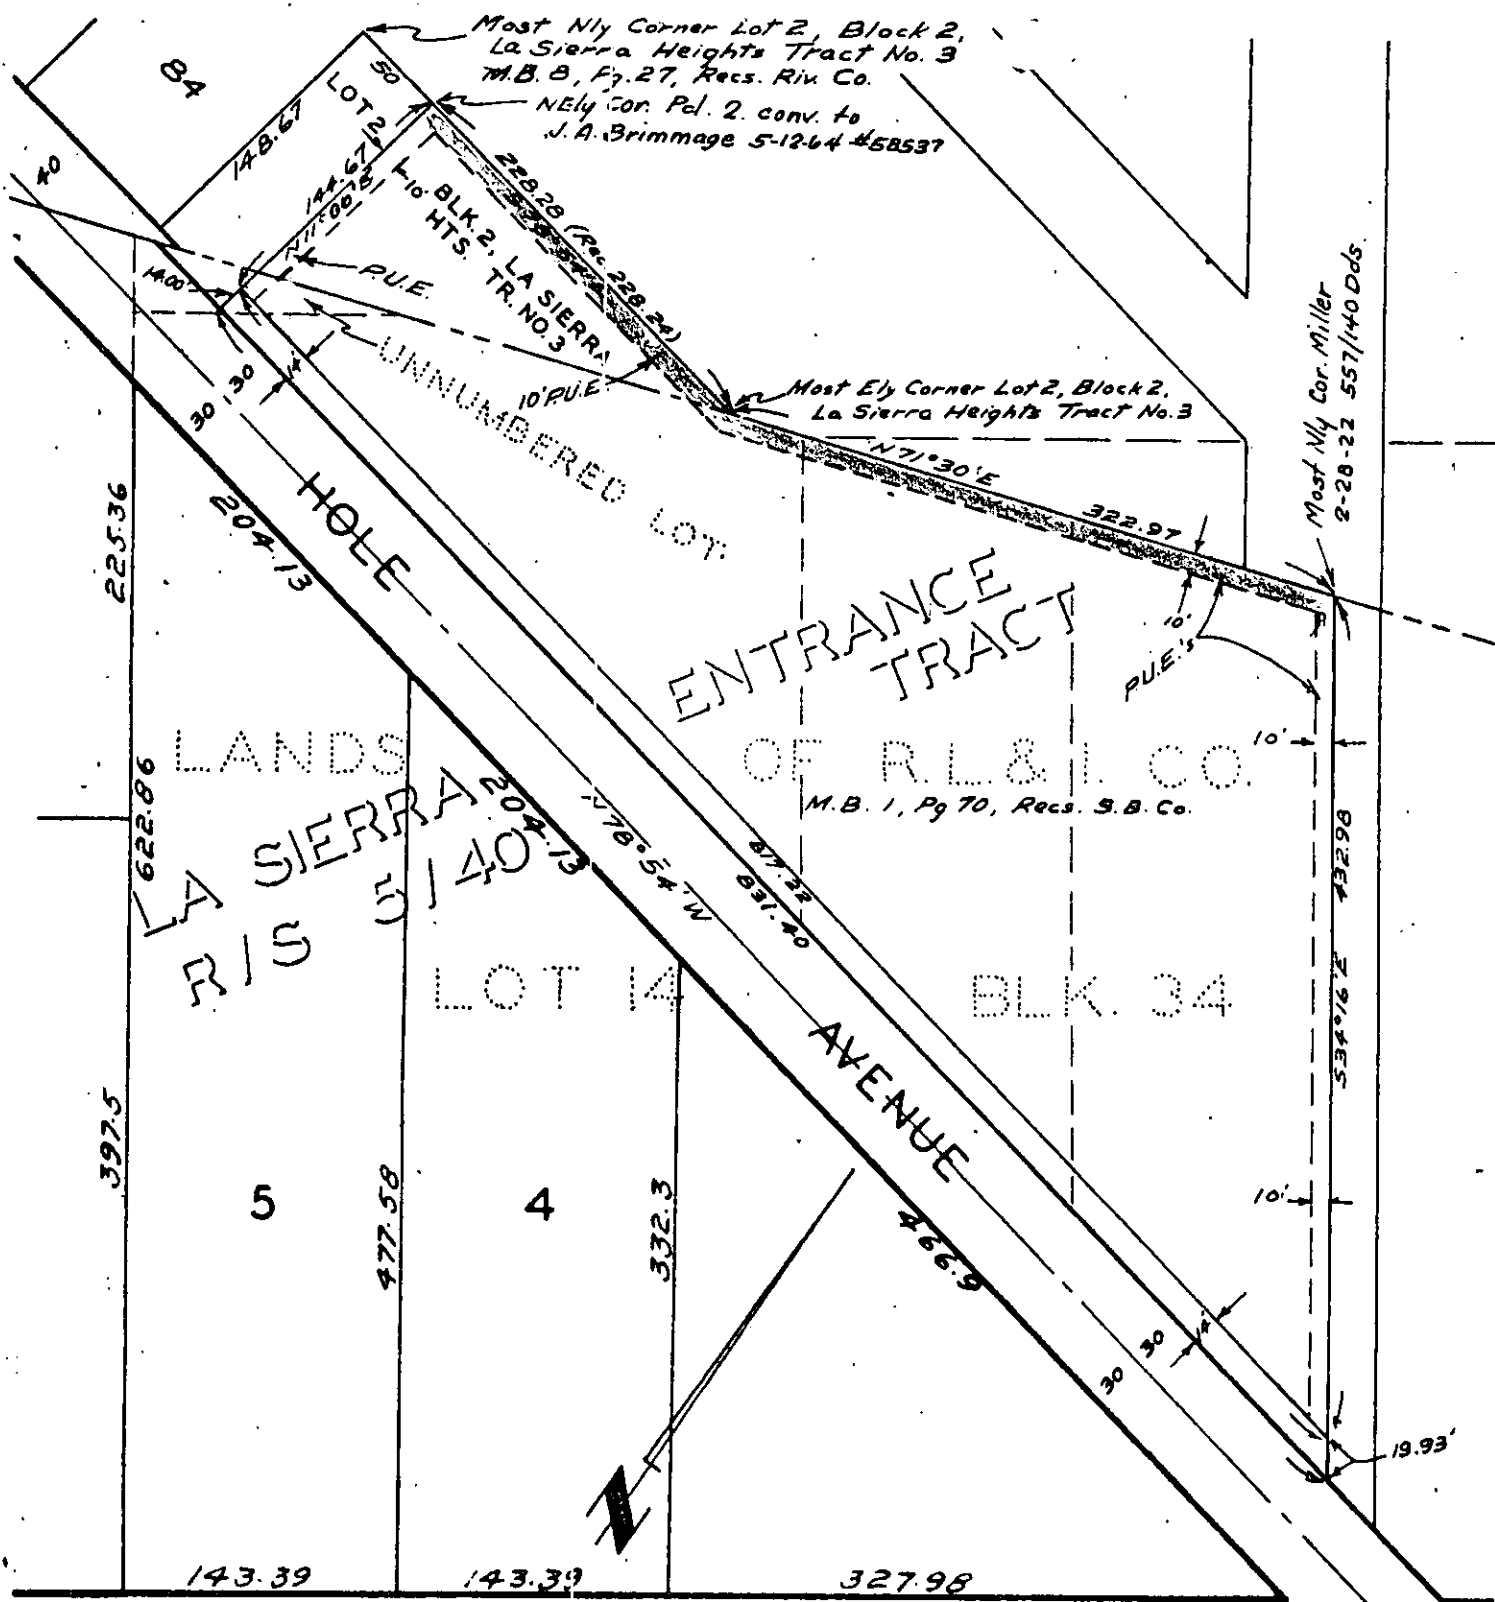 Most Nly Corner Lot 2, Block 2,
La Sierra Heights Tract No. 3
M.B. 8, Pg. 27, Recs. Riv. Co.
NEly Cor. Pcl. 2. conv. to
J.A. Brimmage 5-12-64 #58537
84
50
LOT 2
148.67
144.67
N11°00'E
40
10'
BLK. 2, LA SIERRA
HTS. TR. NO. 3
228.28 (Rec. 228.24)
P.U.E.
14.00'
14'
30
30
UNNUMBERED LOT.
10' P.U.E.
Most Ely Corner Lot 2, Block 2,
La Sierra Heights Tract No. 3
Most Nly Cor. Miller
2-28-22 557/140 Dds.
N71°30'E
322.97
225.36
204.13
HOLE
ENTRANCE
TRACT
10'
P.U.E.'s
10'
LANDS
OF R.L. & I. CO.
M.B. 1, Pg 70, Recs. S.B. Co.
622.86
LA SIERRA
R/S 5/40
204.13
N78°54'W
817.22
831.40
432.98
S34°16'E
LOT 14
BLK. 34
AVENUE
397.5
5
477.58
4
332.3
466.9
10'
30
30
14'
19.93'
N
143.39
143.39
327.98